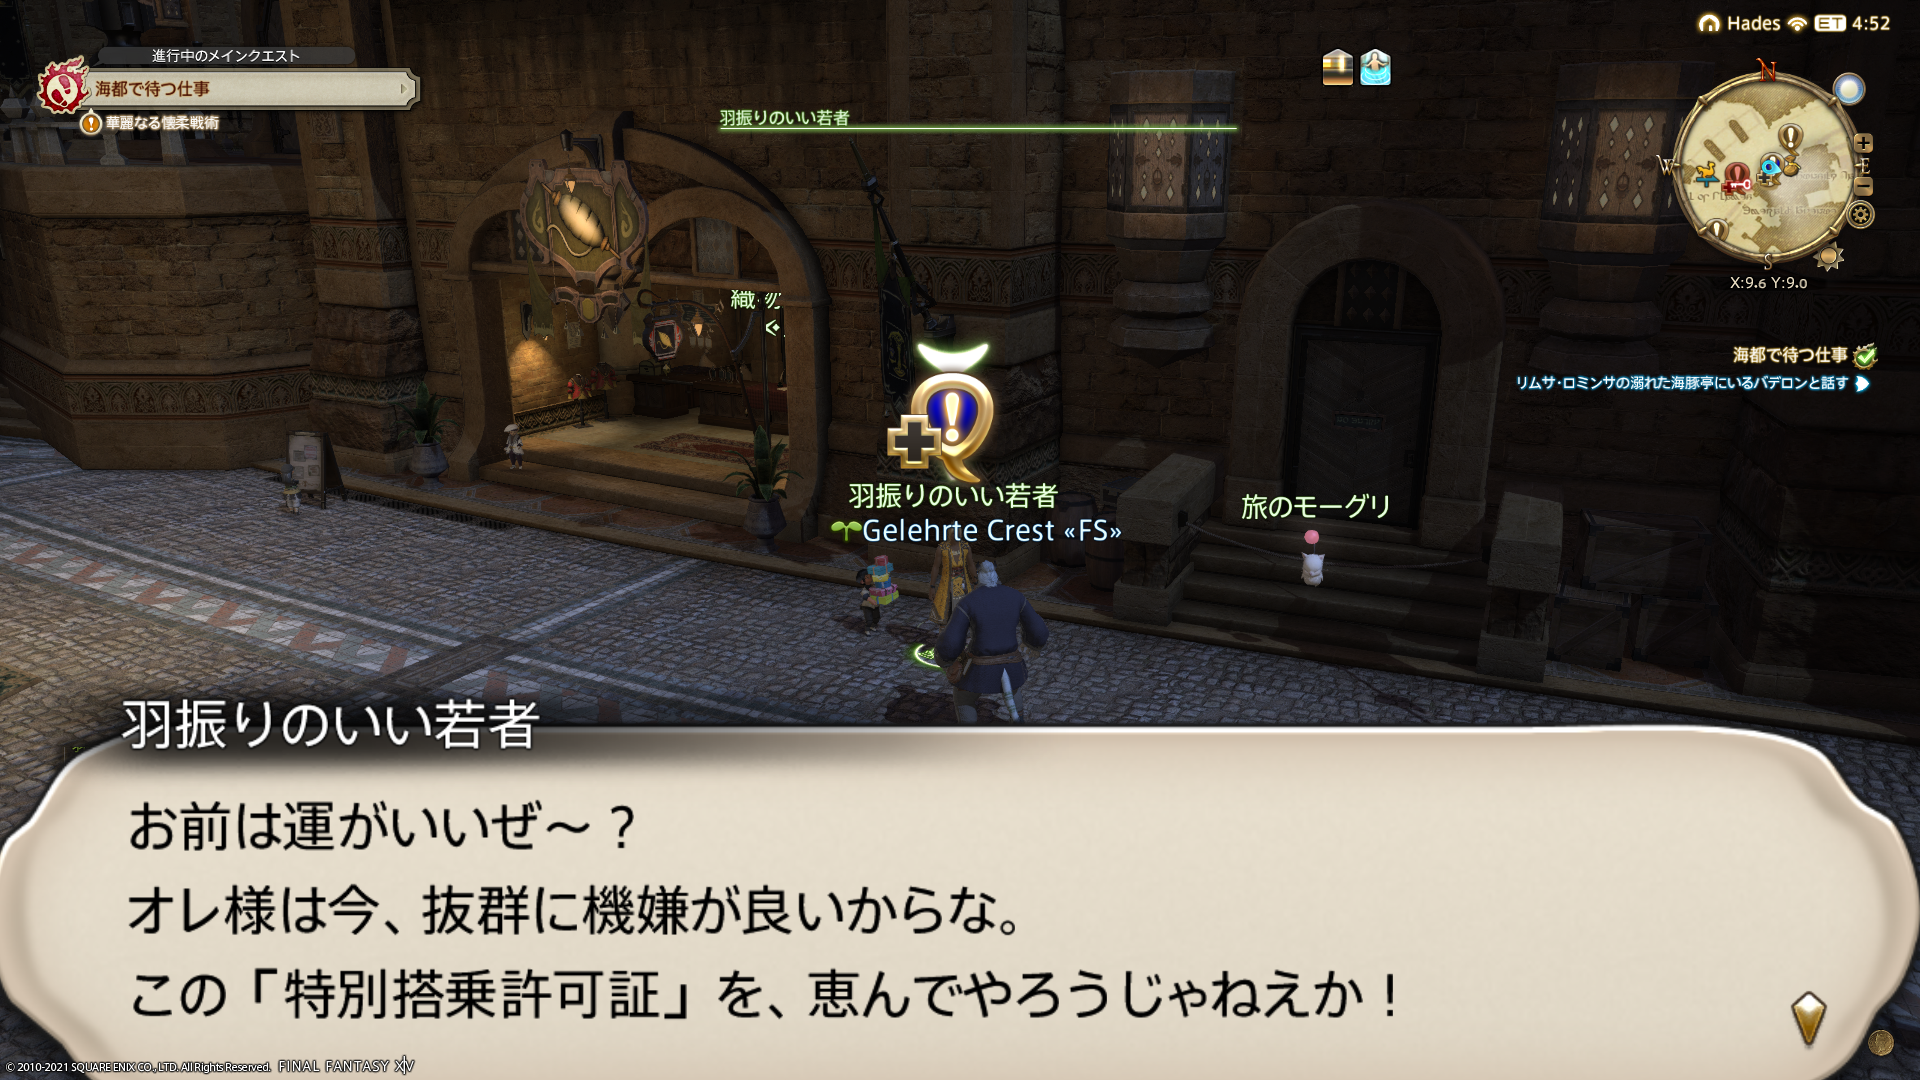 進行中のメインクエスト
海都で待つ仕事
華麗なる懐柔戦術
羽振りのいい若者
Hades ET 4:52
N
W
E
S
X:9.6 Y:9.0
海都で待つ仕事
リムサ・ロミンサの溺れた海豚亭にいるバデロンと話す
羽振りのいい若者
Gelehrte Crest «FS»
旅のモーグリ
羽振りのいい若者
お前は運がいいぜ～？
オレ様は今、抜群に機嫌が良いからな。
この「特別搭乗許可証」を、恵んでやろうじゃねえか！
© 2010-2021 SQUARE ENIX CO., LTD. All Rights Reserved. FINAL FANTASY XIV